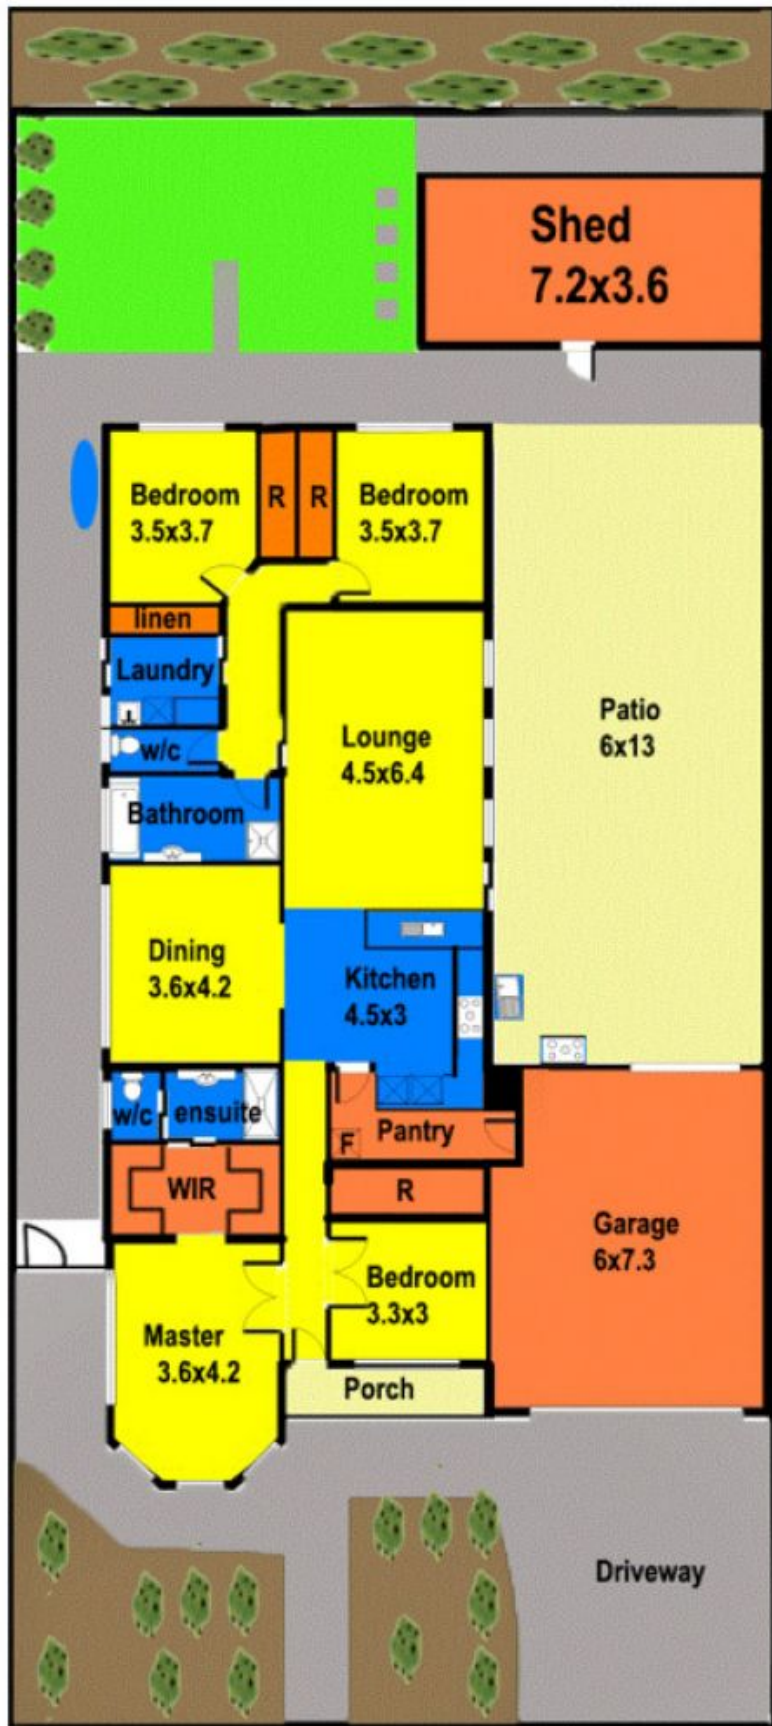 Shed
7.2x3.6
Bedroom
3.5x3.7
R
R
Bedroom
3.5x3.7
linen
Laundry
w/c
Bathroom
Lounge
4.5x6.4
Patio
6x13
Dining
3.6x4.2
Kitchen
4.5x3
w/c
ensuite
F
Pantry
WIR
R
Garage
6x7.3
Bedroom
3.3x3
Master
3.6x4.2
Porch
Driveway